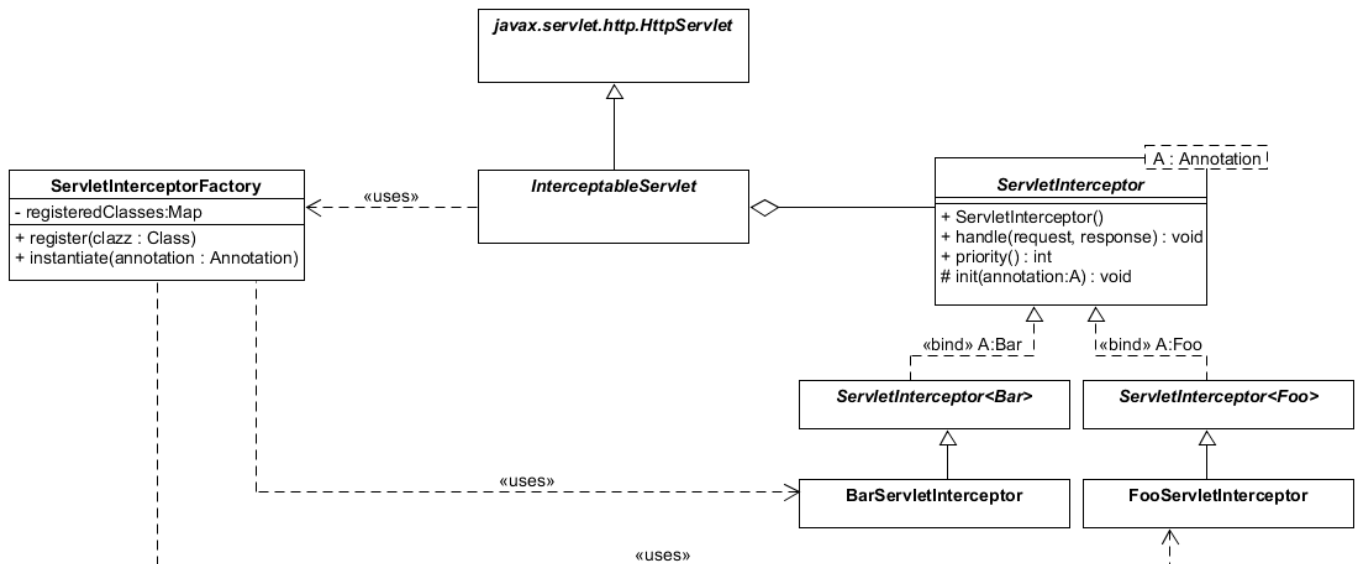 javax.servlet.http.HttpServlet
A : Annotation
ServletInterceptorFactory
- registeredClasses:Map
+ register(clazz : Class)
+ instantiate(annotation : Annotation)
«uses»
InterceptableServlet
ServletInterceptor
+ ServletInterceptor()
+ handle(request, response) : void
+ priority() : int
# init(annotation:A) : void
«bind» A:Bar
«bind» A:Foo
ServletInterceptor<Bar>
ServletInterceptor<Foo>
«uses»
BarServletInterceptor
FooServletInterceptor
«uses»